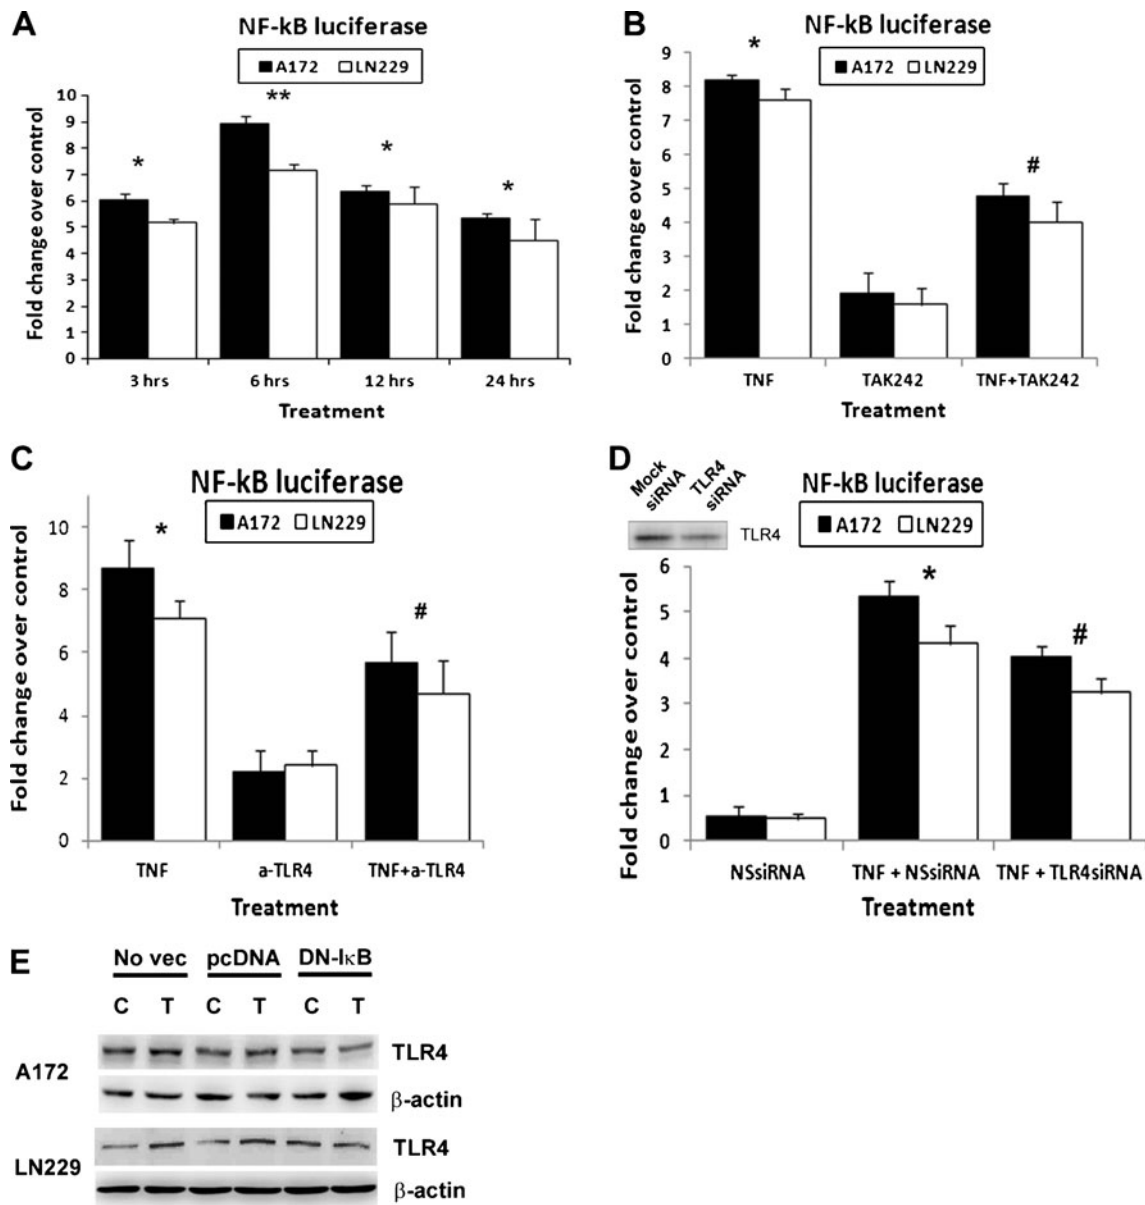 A
NF-kB luciferase
A172 LN229
Fold change over control
10
9
8
7
6
5
4
3
2
1
0
* ** * *
3 hrs 6 hrs 12 hrs 24 hrs
Treatment
B
NF-kB luciferase
A172 LN229
Fold change over control
9
8
7
6
5
4
3
2
1
0
* #
TNF TAK242 TNF+TAK242
Treatment
C
NF-kB luciferase
A172 LN229
Fold change over control
10
8
6
4
2
0
* #
TNF a-TLR4 TNF+a-TLR4
Treatment
D
Mock siRNA
TLR4 siRNA
TLR4
NF-kB luciferase
A172 LN229
Fold change over control
6
5
4
3
2
1
0
* #
NSsiRNA TNF + NSsiRNA TNF + TLR4siRNA
Treatment
E
No vec pcDNA DN-IκB
C T C T C T
A172
TLR4
β-actin
LN229
TLR4
β-actin